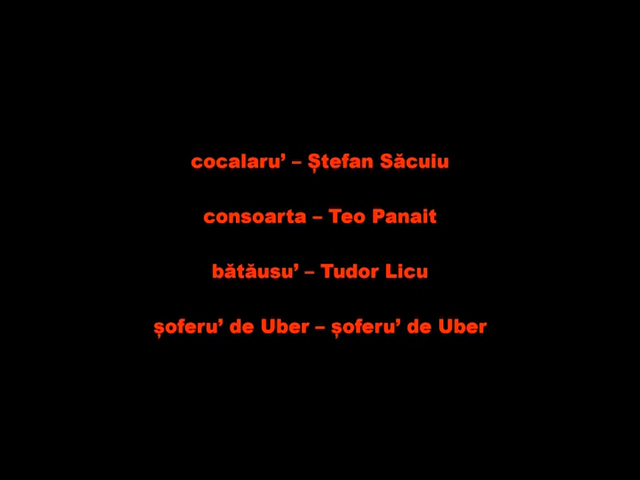 cocalaru’ – Ștefan Săcuiu
consoarta – Teo Panait
bătăusu’ – Tudor Licu
șoferu’ de Uber – șoferu’ de Uber